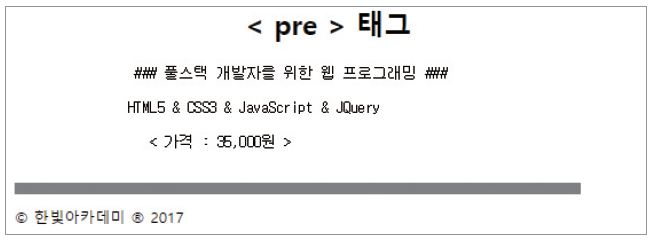 < pre > 태그
### 풀스택 개발자를 위한 웹 프로그래밍 ###
HTML5 & CSS3 & JavaScript & JQuery
< 가격 : 35,000원 >
© 한빛아카데미 ® 2017